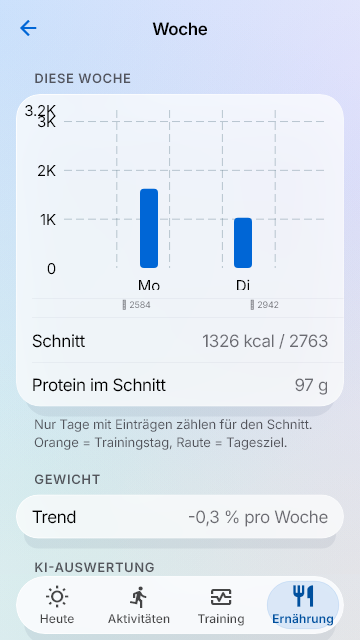 Woche
DIESE WOCHE
3.2K
3K
2K
1K
0
Mo Di
2584 2942
Schnitt 1326 kcal / 2763
Protein im Schnitt 97 g
Nur Tage mit Einträgen zählen für den Schnitt.
Orange = Trainingstag, Raute = Tagesziel.
GEWICHT
Trend -0,3 % pro Woche
KI-AUSWERTUNG
Heute Aktivitäten Training Ernährung